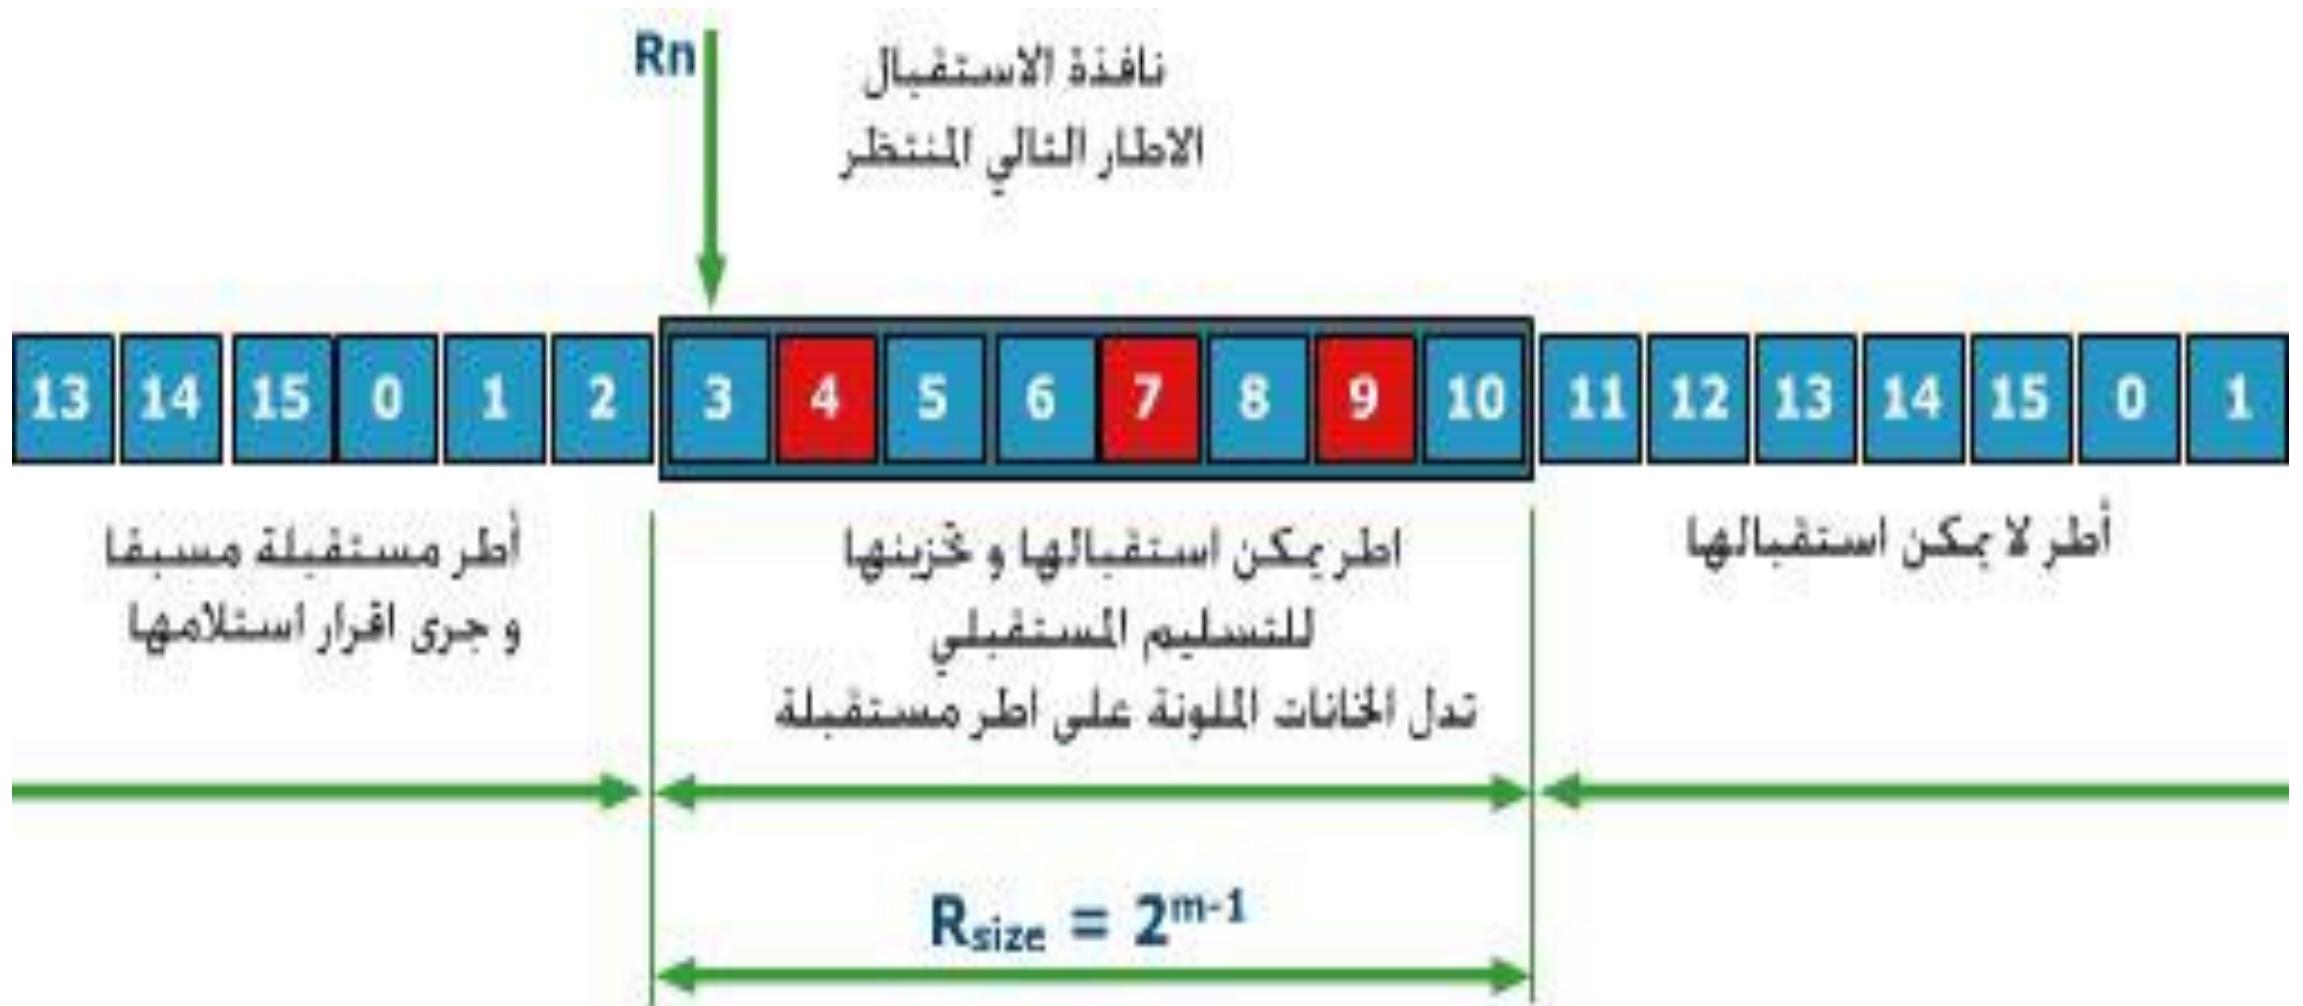 Rn
نافذة الاستقبال
الاطار التالي المنتظر
13 14 15 0 1 2 3 4 5 6 7 8 9 10 11 12 13 14 15 0 1
أطر مستقبلة مسبقا
و جرى اقرار استلامها
اطر يمكن استقبالها و تخزينها
للتسليم المستقبلي
تدل الخانات الملونة على اطر مستقبلة
أطر لا يمكن استقبالها
Rsize = 2^m-1